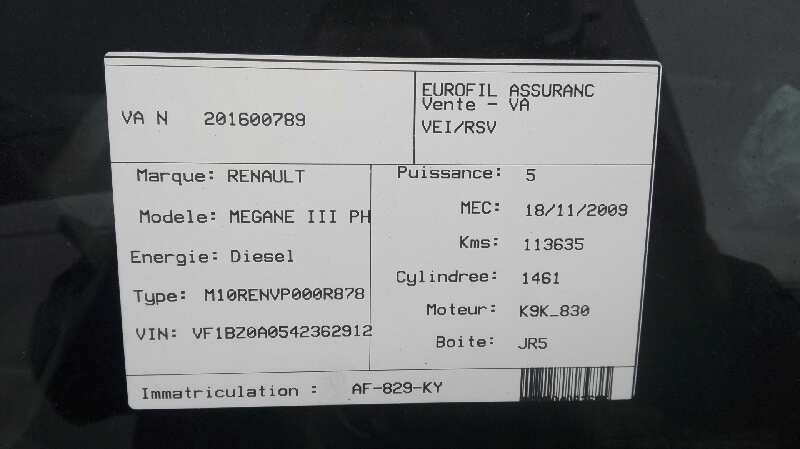 VA N 201600789
EUROFIL ASSURANC
Vente - VA
VEI/RSV
Marque: RENAULT
Modele: MEGANE III PH
Energie: Diesel
Type: M10RENVP000R878
VIN: VF1BZ0A0542362912
Puissance: 5
MEC: 18/11/2009
Kms: 113635
Cylindree: 1461
Moteur: K9K_830
Boite: JR5
Immatriculation : AF-829-KY